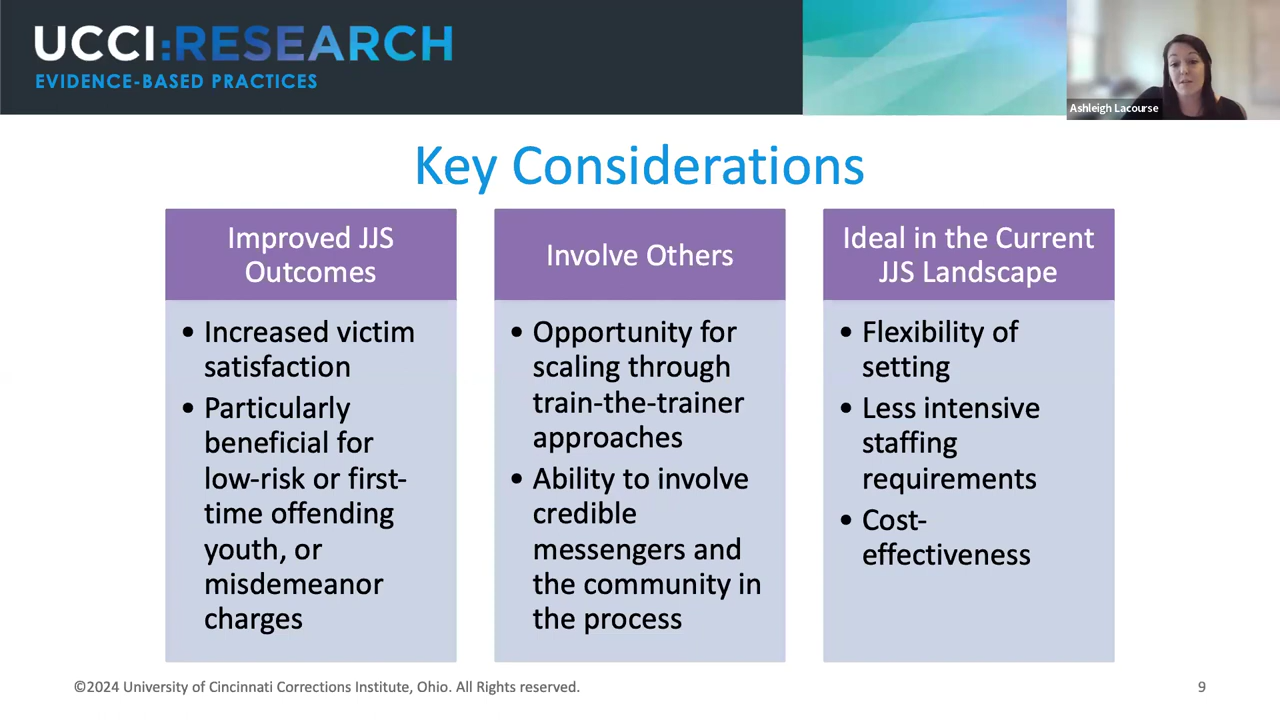 UCCI:RESEARCH
EVIDENCE-BASED PRACTICES
Ashleigh Lacourse
Key Considerations
Improved JJS
Outcomes
• Increased victim
satisfaction
• Particularly
beneficial for
low-risk or first-
time offending
youth, or
misdemeanor
charges
Involve Others
• Opportunity for
scaling through
train-the-trainer
approaches
• Ability to involve
credible
messengers and
the community in
the process
Ideal in the Current
JJS Landscape
• Flexibility of
setting
• Less intensive
staffing
requirements
• Cost-
effectiveness
©2024 University of Cincinnati Corrections Institute, Ohio. All Rights reserved.
9